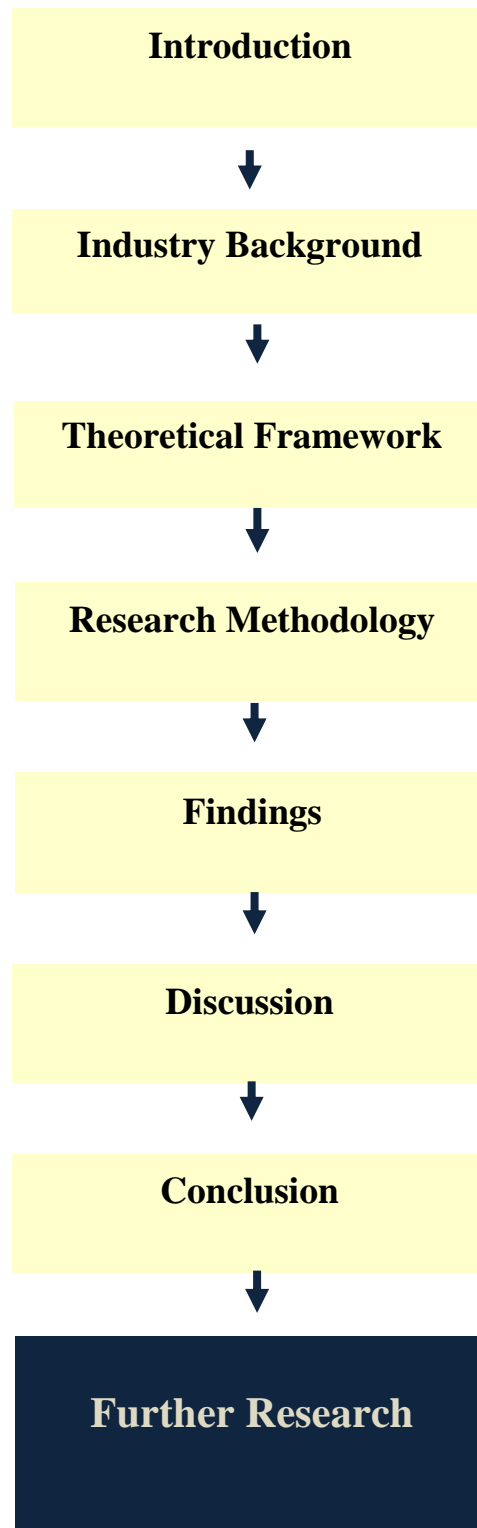 Introduction
Industry Background
Theoretical Framework
Research Methodology
Findings
Discussion
Conclusion
Further Research